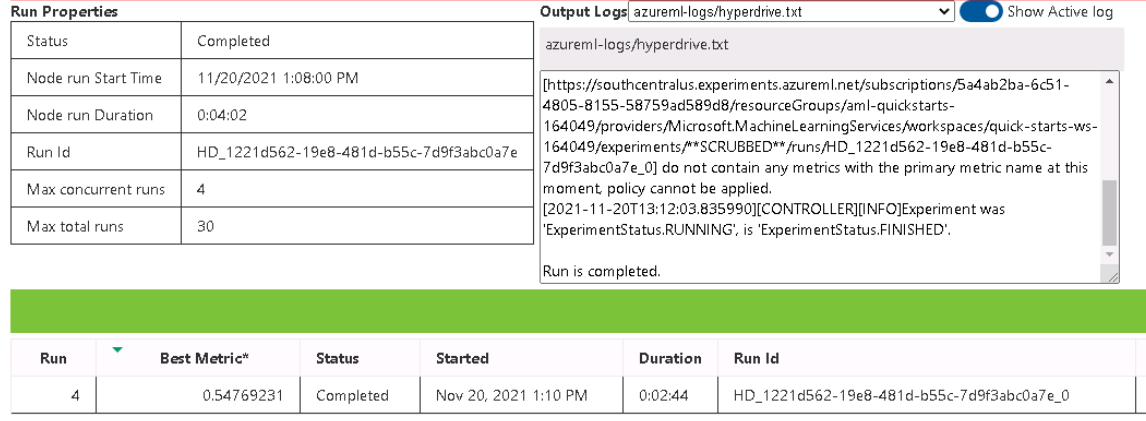 Run Properties
Status Completed
Node run Start Time 11/20/2021 1:08:00 PM
Node run Duration 0:04:02
Run Id HD_1221d562-19e8-481d-b55c-7d9f3abc0a7e
Max concurrent runs 4
Max total runs 30
Output Logs azureml-logs/hyperdrive.txt Show Active log
azureml-logs/hyperdrive.txt
[https://southcentralus.experiments.azureml.net/subscriptions/5a4ab2ba-6c51-
4805-8155-58759ad589d8/resourceGroups/aml-quickstarts-
164049/providers/Microsoft.MachineLearningServices/workspaces/quick-starts-ws-
164049/experiments/**SCRUBBED**/runs/HD_1221d562-19e8-481d-b55c-
7d9f3abc0a7e_0] do not contain any metrics with the primary metric name at this
moment, policy cannot be applied.
[2021-11-20T13:12:03.835990][CONTROLLER][INFO]Experiment was
'ExperimentStatus.RUNNING', is 'ExperimentStatus.FINISHED'.
Run is completed.
Run Best Metric* Status Started Duration Run Id
4 0.54769231 Completed Nov 20, 2021 1:10 PM 0:02:44 HD_1221d562-19e8-481d-b55c-7d9f3abc0a7e_0